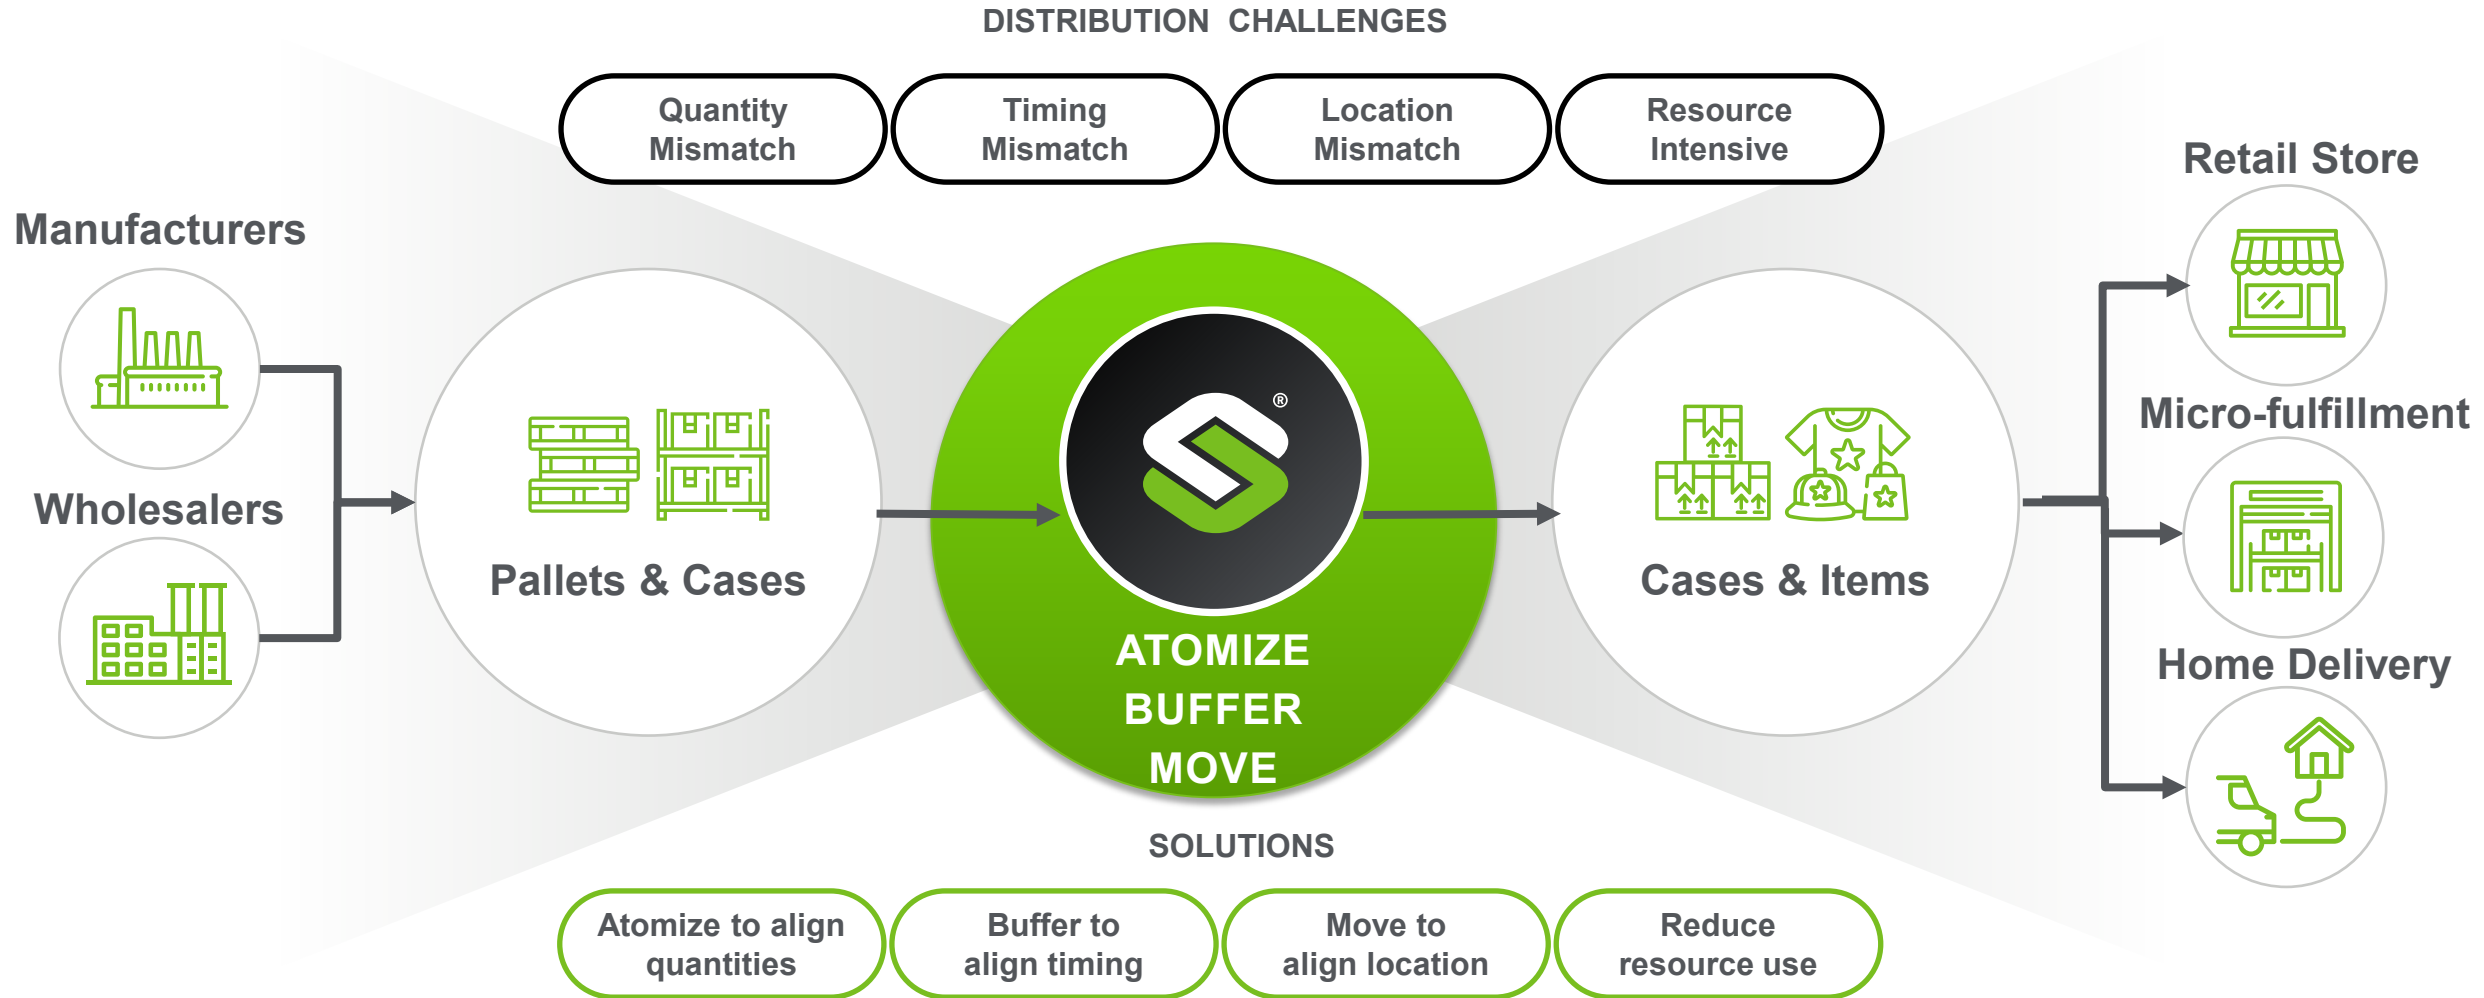 DISTRIBUTION CHALLENGES
Quantity
Mismatch
Timing
Mismatch
Location
Mismatch
Resource
Intensive
Manufacturers
Wholesalers
Pallets & Cases
®
ATOMIZE
BUFFER
MOVE
Cases & Items
Retail Store
Micro-fulfillment
Home Delivery
SOLUTIONS
Atomize to align
quantities
Buffer to
align timing
Move to
align location
Reduce
resource use